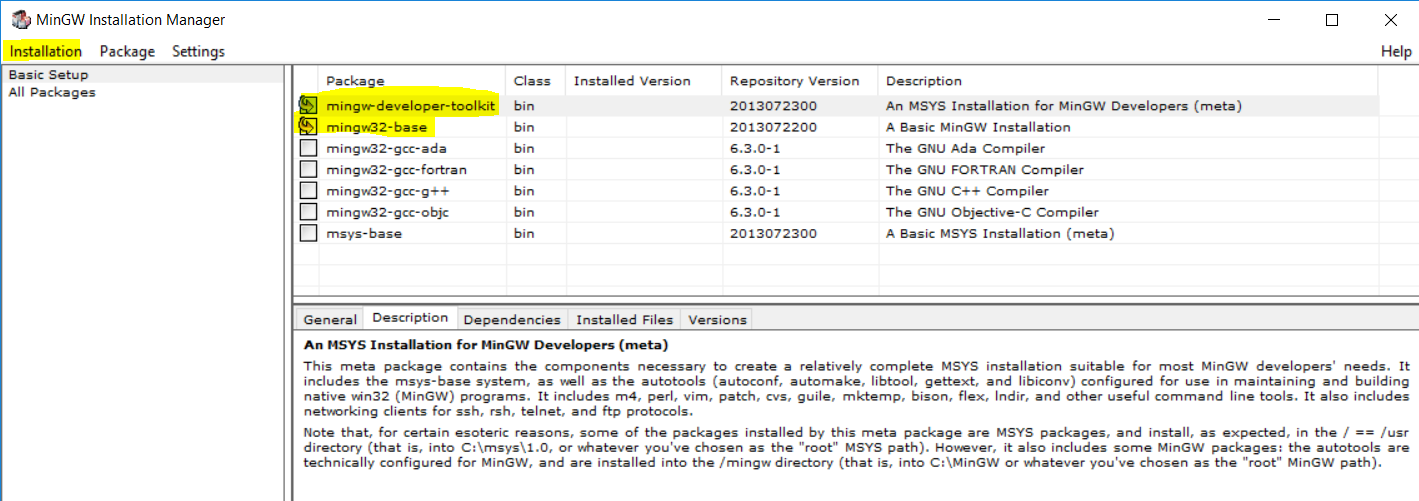 MinGW Installation Manager
Installation Package Settings Help
Basic Setup
All Packages
Package Class Installed Version Repository Version Description
mingw-developer-toolkit bin 2013072300 An MSYS Installation for MinGW Developers (meta)
mingw32-base bin 2013072200 A Basic MinGW Installation
mingw32-gcc-ada bin 6.3.0-1 The GNU Ada Compiler
mingw32-gcc-fortran bin 6.3.0-1 The GNU FORTRAN Compiler
mingw32-gcc-g++ bin 6.3.0-1 The GNU C++ Compiler
mingw32-gcc-objc bin 6.3.0-1 The GNU Objective-C Compiler
msys-base bin 2013072300 A Basic MSYS Installation (meta)
General Description Dependencies Installed Files Versions
An MSYS Installation for MinGW Developers (meta)
This meta package contains the components necessary to create a relatively complete MSYS installation suitable for most MinGW developers' needs. It
includes the msys-base system, as well as the autotools (autoconf, automake, libtool, gettext, and libiconv) configured for use in maintaining and building
native win32 (MinGW) programs. It includes m4, perl, vim, patch, cvs, guile, mktemp, bison, flex, lndir, and other useful command line tools. It also includes
networking clients for ssh, rsh, telnet, and ftp protocols.
Note that, for certain esoteric reasons, some of the packages installed by this meta package are MSYS packages, and install, as expected, in the / == /usr
directory (that is, into C:\msys\1.0, or whatever you've chosen as the "root" MSYS path). However, it also includes some MinGW packages: the autotools are
technically configured for MinGW, and are installed into the /mingw directory (that is, into C:\MinGW or whatever you've chosen as the "root" MinGW path).